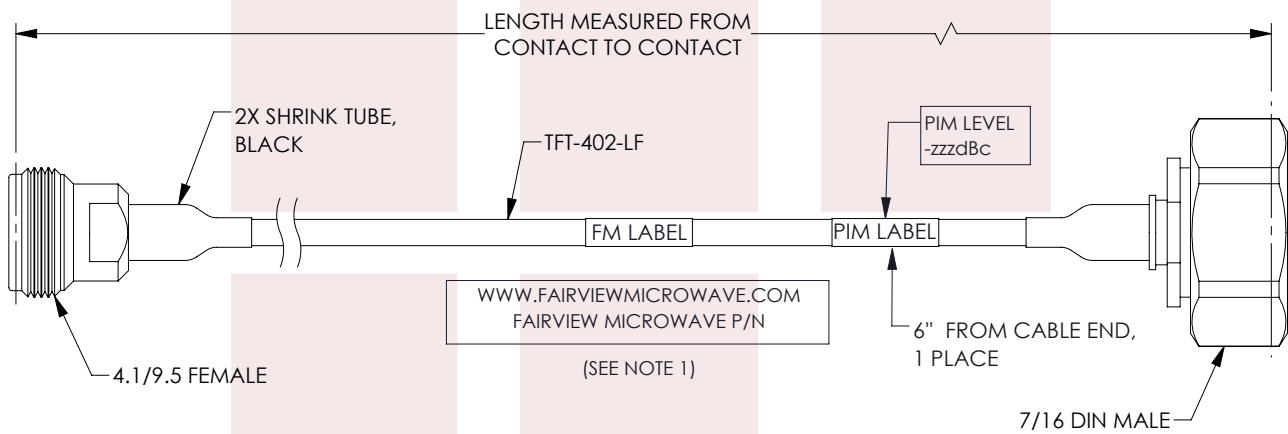 LENGTH MEASURED FROM
CONTACT TO CONTACT
2X SHRINK TUBE,
BLACK
TFT-402-LF
PIM LEVEL
-zzzdBc
FM LABEL
PIM LABEL
WWW.FAIRVIEWMICROWAVE.COM
FAIRVIEW MICROWAVE P/N
(SEE NOTE 1)
6" FROM CABLE END,
1 PLACE
4.1/9.5 FEMALE
7/16 DIN MALE